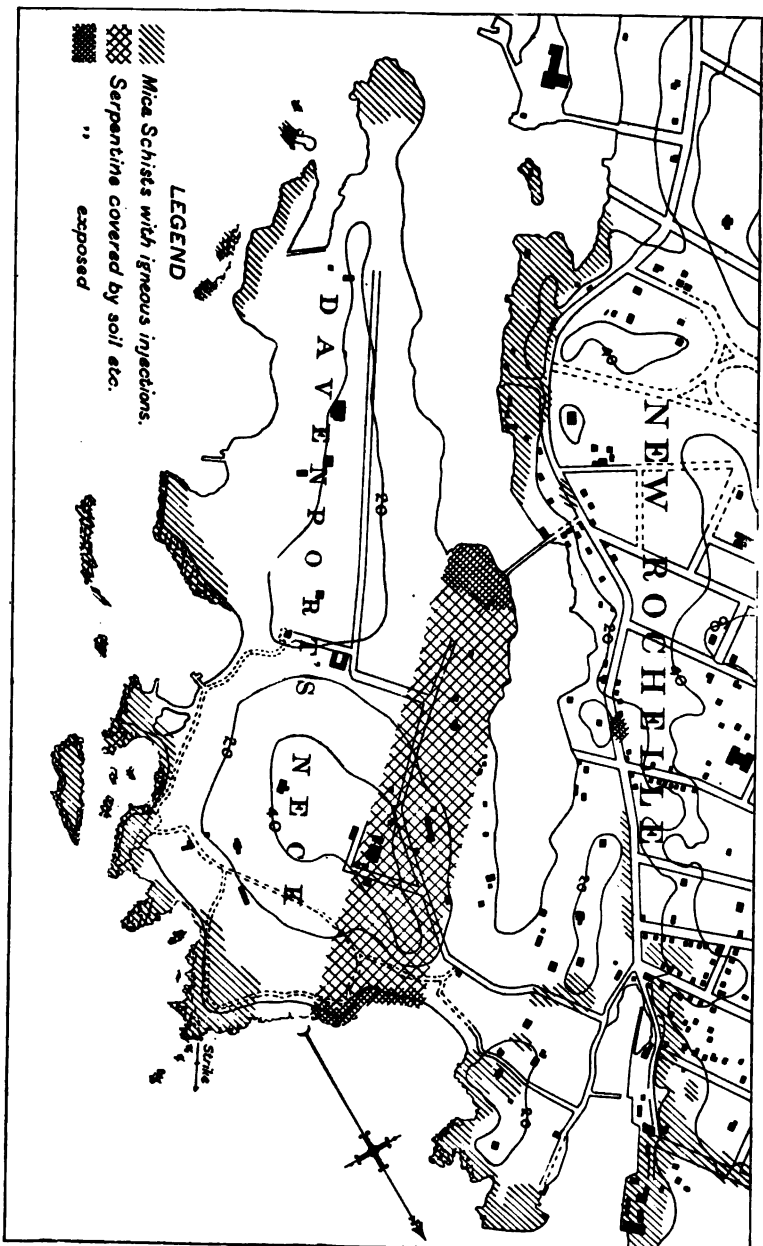 LEGEND
Mica Schists with igneous injections.
Serpentine covered by soil etc.
" exposed
NEW ROCHELLE
DAVENPORT'S NECK
40
20
20
40
20
20
40
20
20
Strike